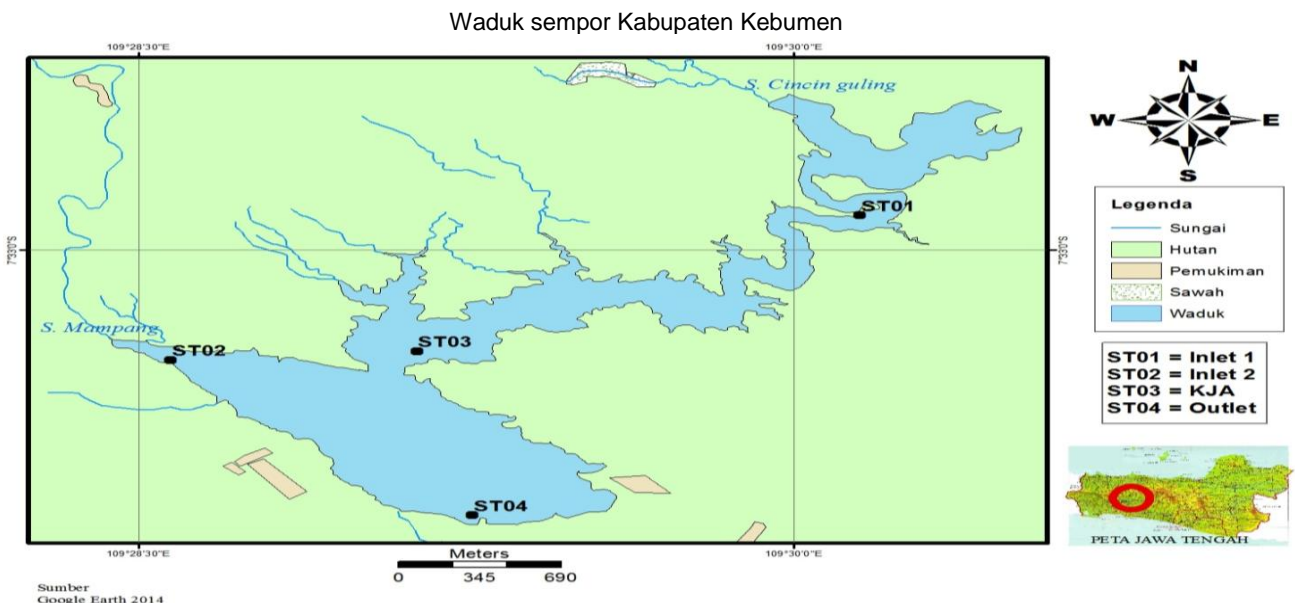 Waduk sempor Kabupaten Kebumen
109°28'30"E
109°30'0"E
S. Cincin guling
ST01
7°33'0"S
7°33'0"S
S. Mampang
ST02
ST03
ST04
109°28'30"E
109°30'0"E
Meters
0 345 690
Sumber
Google Earth 2014
N
W E
S
Legenda
Sungai
Hutan
Pemukiman
Sawah
Waduk
ST01 = Inlet 1
ST02 = Inlet 2
ST03 = KJA
ST04 = Outlet
PETA JAWA TENGAH